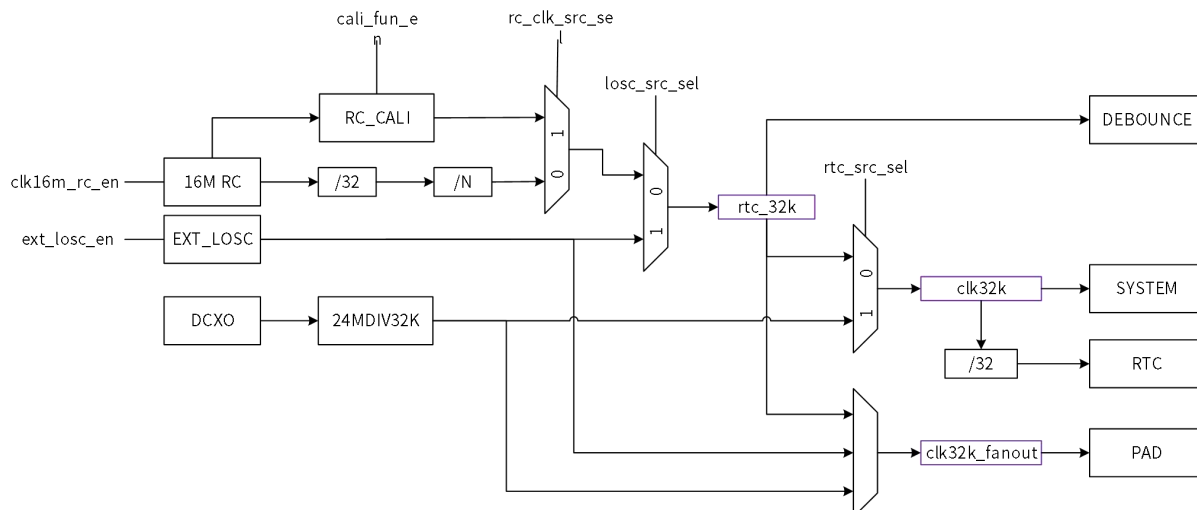 cali_fun_e
n
rc_clk_src_se
l
losc_src_sel
RC_CALI
1
0
DEBOUNCE
clk16m_rc_en
16M RC
/32
/N
0
1
rtc_32k
rtc_src_sel
ext_losc_en
EXT_LOSC
0
1
clk32k
SYSTEM
DCXO
24MDIV32K
/32
RTC
clk32k_fanout
PAD